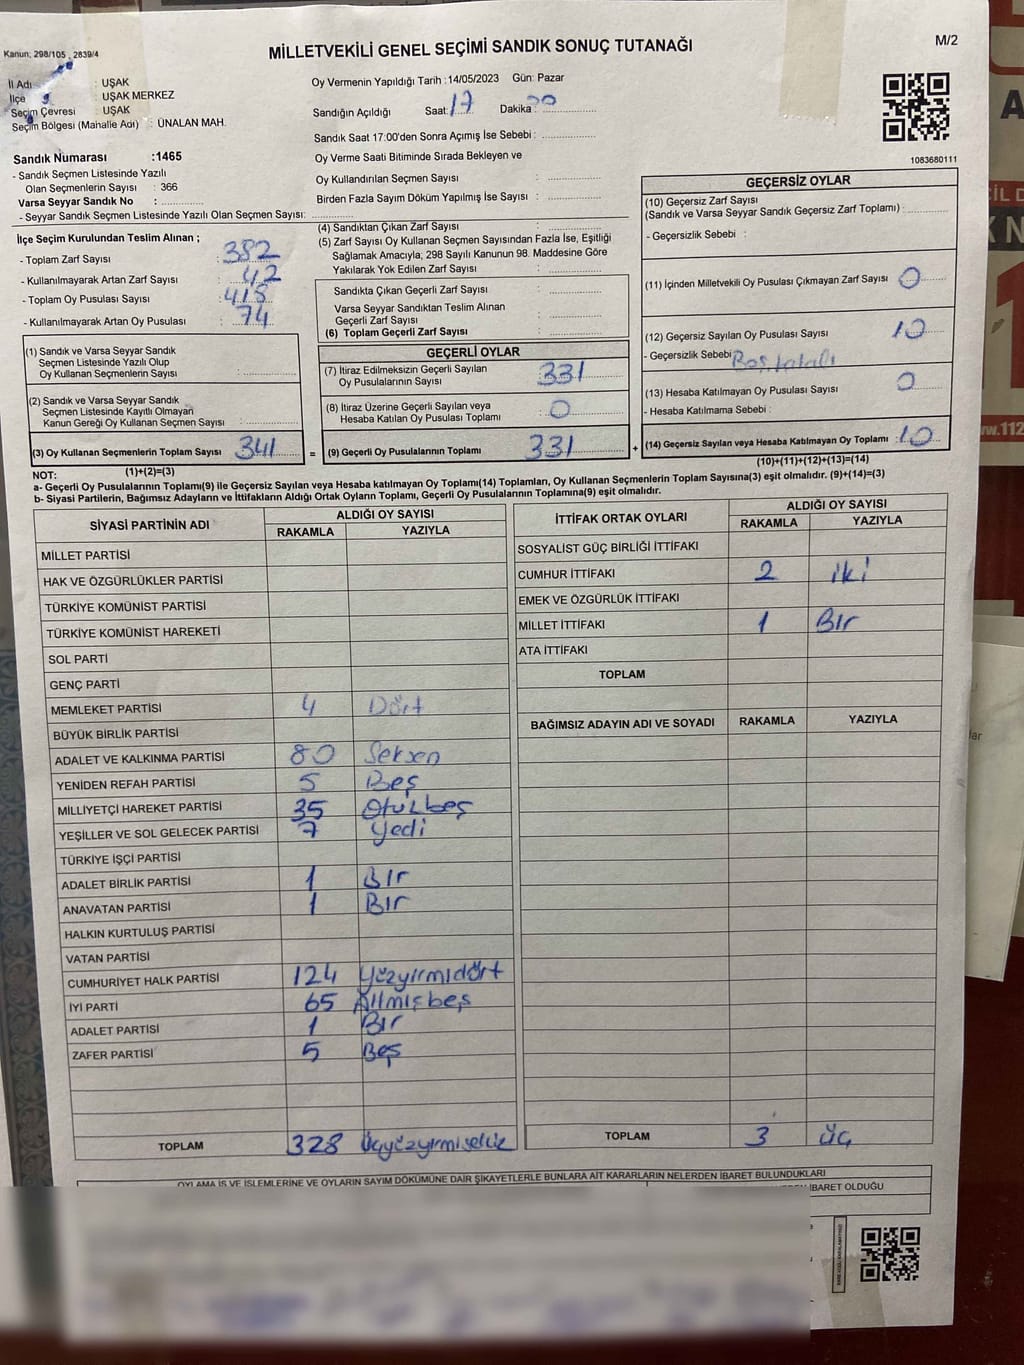 Kanun; 298/105 , 2839/4
MİLLETVEKİLİ GENEL SEÇİMİ SANDIK SONUÇ TUTANAĞI
M/2
İl Adı : UŞAK
İlçe : UŞAK MERKEZ
Seçim Çevresi : UŞAK
Seçim Bölgesi (Mahalle Adı) : ÜNALAN MAH.
Oy Vermenin Yapıldığı Tarih : 14/05/2023 Gün: Pazar
Sandığın Açıldığı Saat: 17 Dakika
Sandık Saat 17:00'den Sonra Açımış İse Sebebi :
Oy Verme Saati Bitiminde Sırada Bekleyen ve
Oy Kullandırılan Seçmen Sayısı :
Birden Fazla Sayım Döküm Yapılmış İse Sayısı :
1083680111
Sandık Numarası :1465
- Sandık Seçmen Listesinde Yazılı
Olan Seçmenlerin Sayısı : 366
Varsa Seyyar Sandık No :
- Seyyar Sandık Seçmen Listesinde Yazılı Olan Seçmen Sayısı:
İlçe Seçim Kurulundan Teslim Alınan ;
- Toplam Zarf Sayısı : 382
- Kullanılmayarak Artan Zarf Sayısı : 42
- Toplam Oy Pusulası Sayısı : 415
- Kullanılmayarak Artan Oy Pusulası : 74
(4) Sandıktan Çıkan Zarf Sayısı :
(5) Zarf Sayısı Oy Kullanan Seçmen Sayısından Fazla İse, Eşitliği
Sağlamak Amacıyla; 298 Sayılı Kanunun 98. Maddesine Göre
Yakılarak Yok Edilen Zarf Sayısı :
Sandıkta Çıkan Geçerli Zarf Sayısı :
Varsa Seyyar Sandıktan Teslim Alınan
Geçerli Zarf Sayısı :
(6) Toplam Geçerli Zarf Sayısı :
GEÇERSİZ OYLAR
(10) Geçersiz Zarf Sayısı
(Sandık ve Varsa Seyyar Sandık Geçersiz Zarf Toplamı) :
- Geçersizlik Sebebi :
(11) İçinden Milletvekili Oy Pusulası Çıkmayan Zarf Sayısı 0
(12) Geçersiz Sayılan Oy Pusulası Sayısı 10
- Geçersizlik Sebebi
(13) Hesaba Katılmayan Oy Pusulası Sayısı 0
- Hesaba Katılmama Sebebi :
(14) Geçersiz Sayılan veya Hesaba Katılmayan Oy Toplamı : 10
(10)+(11)+(12)+(13)=(14)
(1) Sandık ve Varsa Seyyar Sandık
Seçmen Listesinde Yazılı Olup
Oy Kullanan Seçmenlerin Sayısı :
(2) Sandık ve Varsa Seyyar Sandık
Seçmen Listesinde Kayıtlı Olmayan
Kanun Gereği Oy Kullanan Seçmen Sayısı :
(3) Oy Kullanan Seçmenlerin Toplam Sayısı 341
(1)+(2)=(3)
GEÇERLİ OYLAR
(7) İtiraz Edilmeksizin Geçerli Sayılan
Oy Pusulalarının Sayısı : 331
(8) İtiraz Üzerine Geçerli Sayılan veya
Hesaba Katılan Oy Pusulası Toplamı : 0
= (9) Geçerli Oy Pusulalarının Toplamı : 331 +
NOT:
a- Geçerli Oy Pusulalarının Toplamı(9) ile Geçersiz Sayılan veya Hesaba katılmayan Oy Toplamı(14) Toplamları, Oy Kullanan Seçmenlerin Toplam Sayısına(3) eşit olmalıdır. (9)+(14)=(3)
b- Siyasi Partilerin, Bağımsız Adayların ve İttifakların Aldığı Ortak Oyların Toplamı, Geçerli Oy Pusulalarının Toplamına(9) eşit olmalıdır.
SİYASİ PARTİNİN ADI
ALDIĞI OY SAYISI
RAKAMLA YAZIYLA
MİLLET PARTİSİ
HAK VE ÖZGÜRLÜKLER PARTİSİ
TÜRKİYE KOMÜNİST PARTİSİ
TÜRKİYE KOMÜNİST HAREKETİ
SOL PARTİ
GENÇ PARTİ
MEMLEKET PARTİSİ 4 Dört
BÜYÜK BİRLİK PARTİSİ
ADALET VE KALKINMA PARTİSİ 80 Seksen
YENİDEN REFAH PARTİSİ 5 Beş
MİLLİYETÇİ HAREKET PARTİSİ 35 Otuzbeş
YEŞİLLER VE SOL GELECEK PARTİSİ 7 Yedi
TÜRKİYE İŞÇİ PARTİSİ
ADALET BİRLİK PARTİSİ 1 BIr
ANAVATAN PARTİSİ 1 BIr
HALKIN KURTULUŞ PARTİSİ
VATAN PARTİSİ
CUMHURİYET HALK PARTİSİ 124 Yüzyirmidört
İYİ PARTİ 65 Altmışbeş
ADALET PARTİSİ 1 BIr
ZAFER PARTİSİ 5 Beş
TOPLAM 328 Üçyüzyirmisekiz
İTTİFAK ORTAK OYLARI
ALDIĞI OY SAYISI
RAKAMLA YAZIYLA
SOSYALİST GÜÇ BİRLİĞİ İTTİFAKI
CUMHUR İTTİFAKI 2 iki
EMEK VE ÖZGÜRLÜK İTTİFAKI
MİLLET İTTİFAKI 1 BIr
ATA İTTİFAKI
TOPLAM
BAĞIMSIZ ADAYIN ADI VE SOYADI RAKAMLA YAZIYLA
TOPLAM 3 üç
OYLAMA İŞ VE İŞLEMLERİNE VE OYLARIN SAYIM DÖKÜMÜNE DAİR ŞİKAYETLERLE BUNLARA AİT KARARLARIN NELERDEN İBARET BULUNDUKLARI
İBARET OLDUĞU